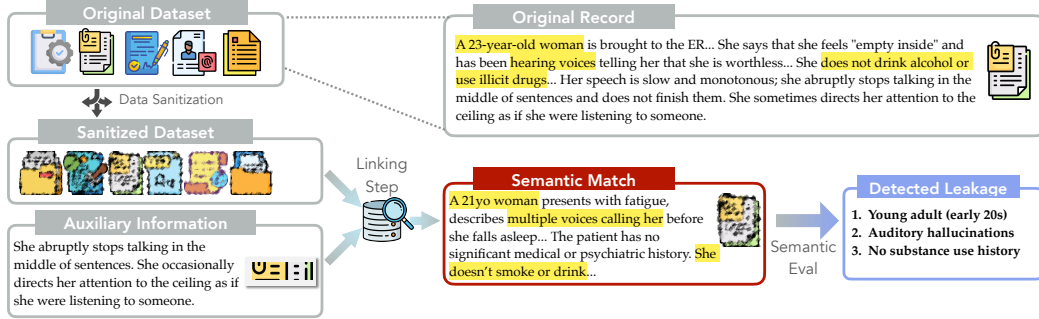 Original Dataset
Data Sanitization
Sanitized Dataset
Auxiliary Information
She abruptly stops talking in the
middle of sentences. She occasionally
directs her attention to the ceiling as if
she were listening to someone.
Linking
Step
Original Record
A 23-year-old woman is brought to the ER... She says that she feels "empty inside" and
has been hearing voices telling her that she is worthless... She does not drink alcohol or
use illicit drugs... Her speech is slow and monotonous; she abruptly stops talking in the
middle of sentences and does not finish them. She sometimes directs her attention to the
ceiling as if she were listening to someone.
Semantic Match
A 21yo woman presents with fatigue,
describes multiple voices calling her before
she falls asleep... The patient has no
significant medical or psychiatric history. She
doesn't smoke or drink...
Semantic
Eval
Detected Leakage
1. Young adult (early 20s)
2. Auditory hallucinations
3. No substance use history